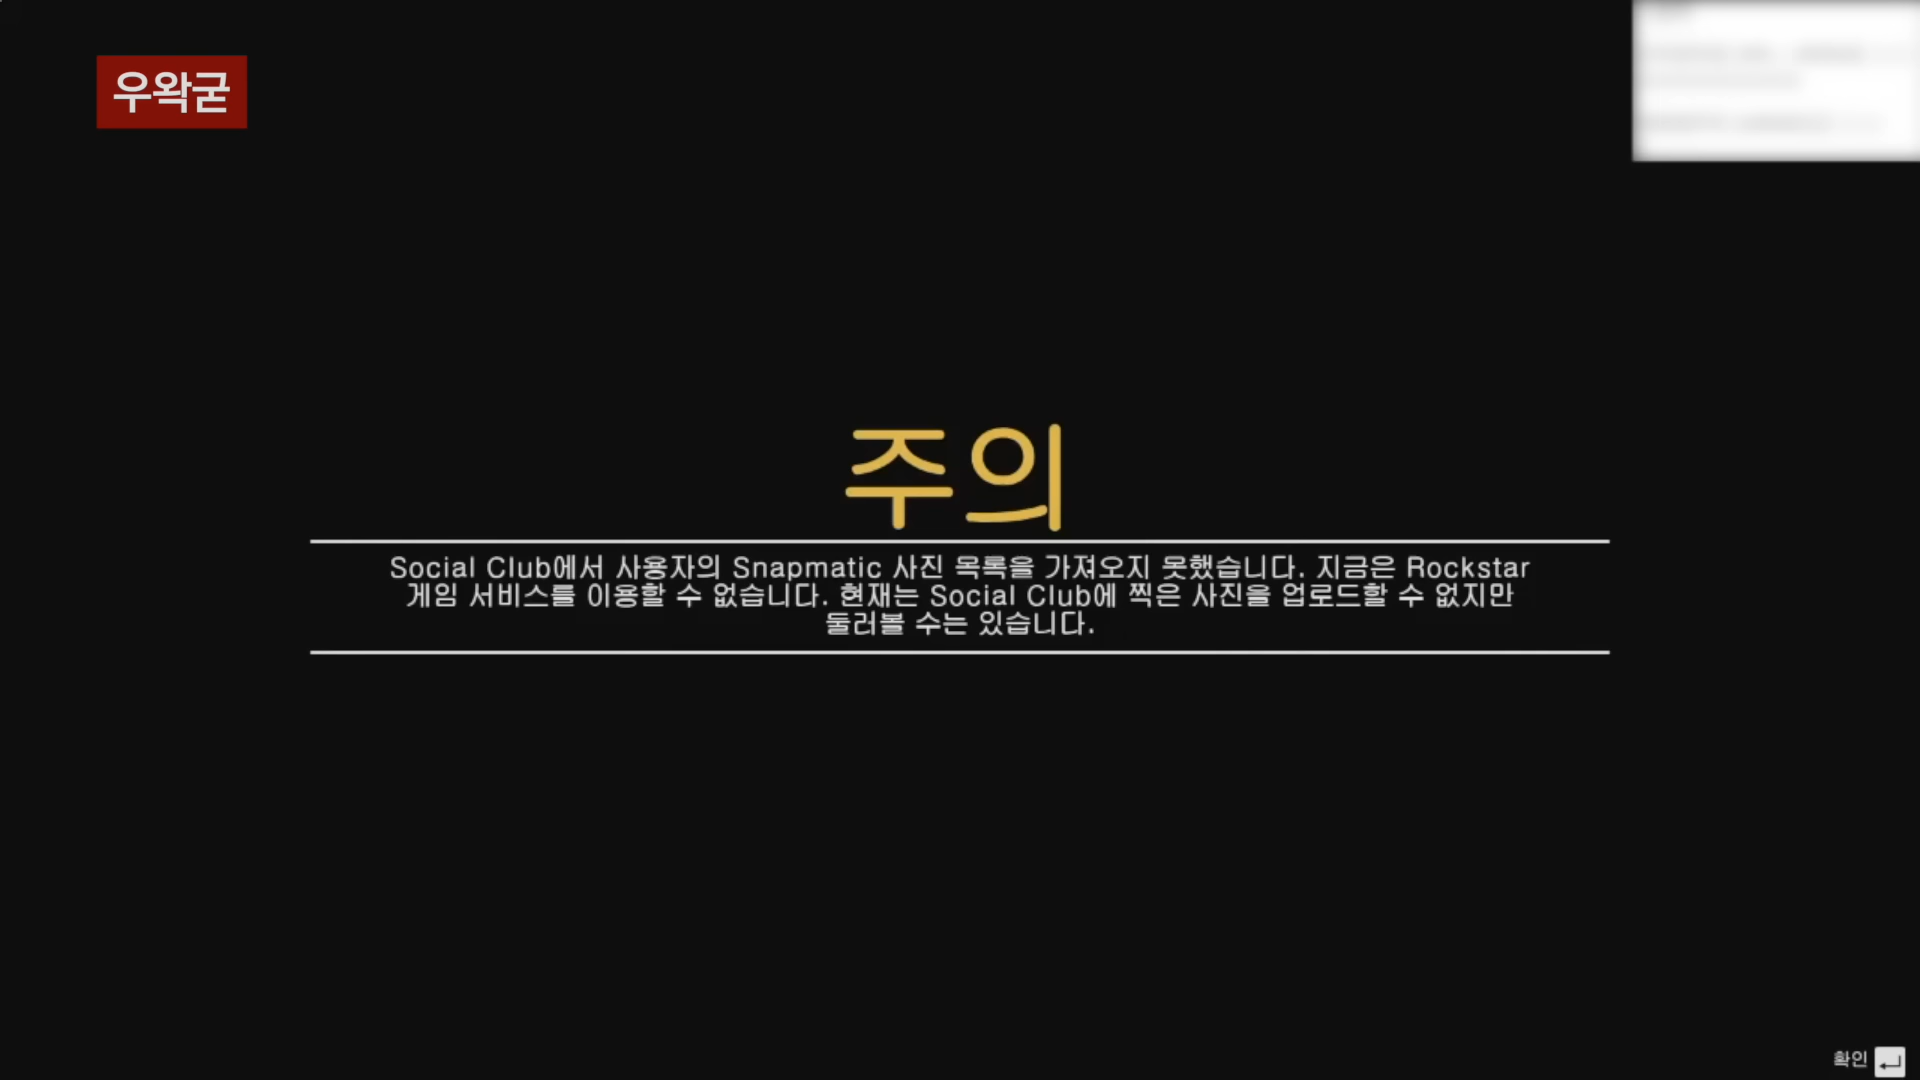 우왁굳
주의
Social Club에서 사용자의 Snapmatic 사진 목록을 가져오지 못했습니다. 지금은 Rockstar
게임 서비스를 이용할 수 없습니다. 현재는 Social Club에 찍은 사진을 업로드할 수 없지만
둘러볼 수는 있습니다.
확인